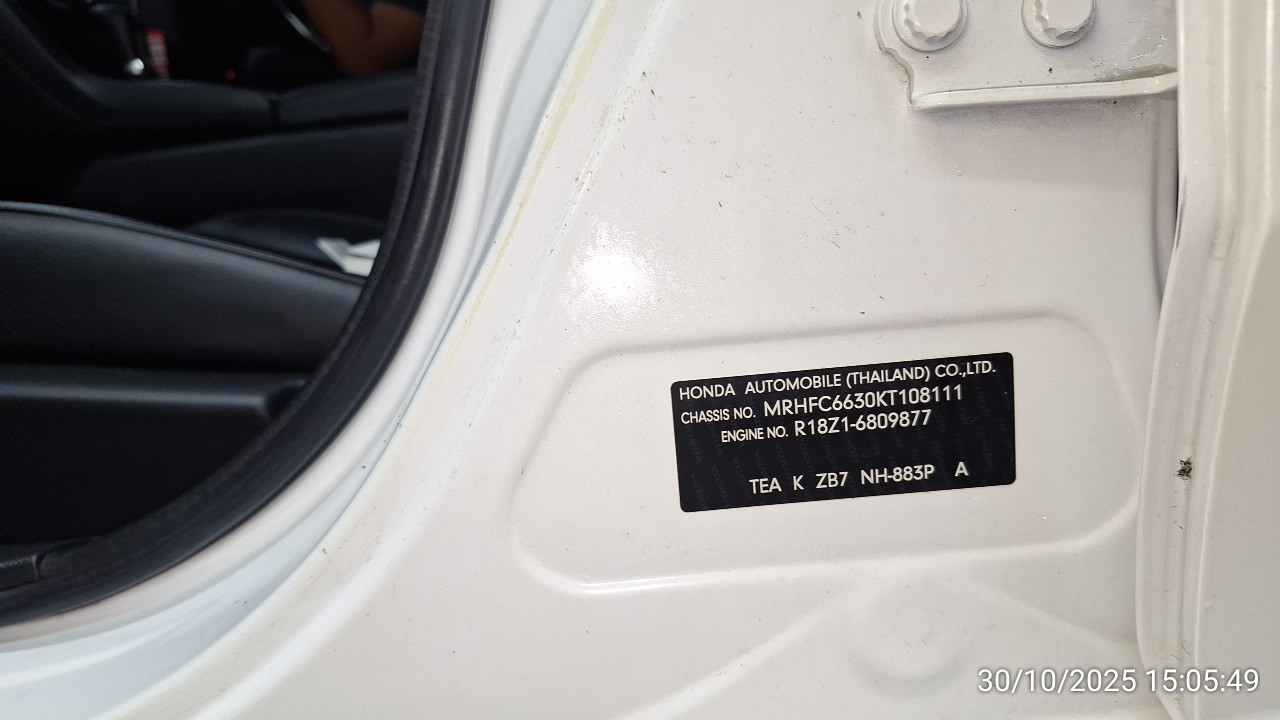 HONDA AUTOMOBILE (THAILAND) CO.,LTD.
CHASSIS NO. MRHFC6630KT108111
ENGINE NO. R18Z1-6809877
TEA K ZB7 NH-883P A
30/10/2025 15:05:49